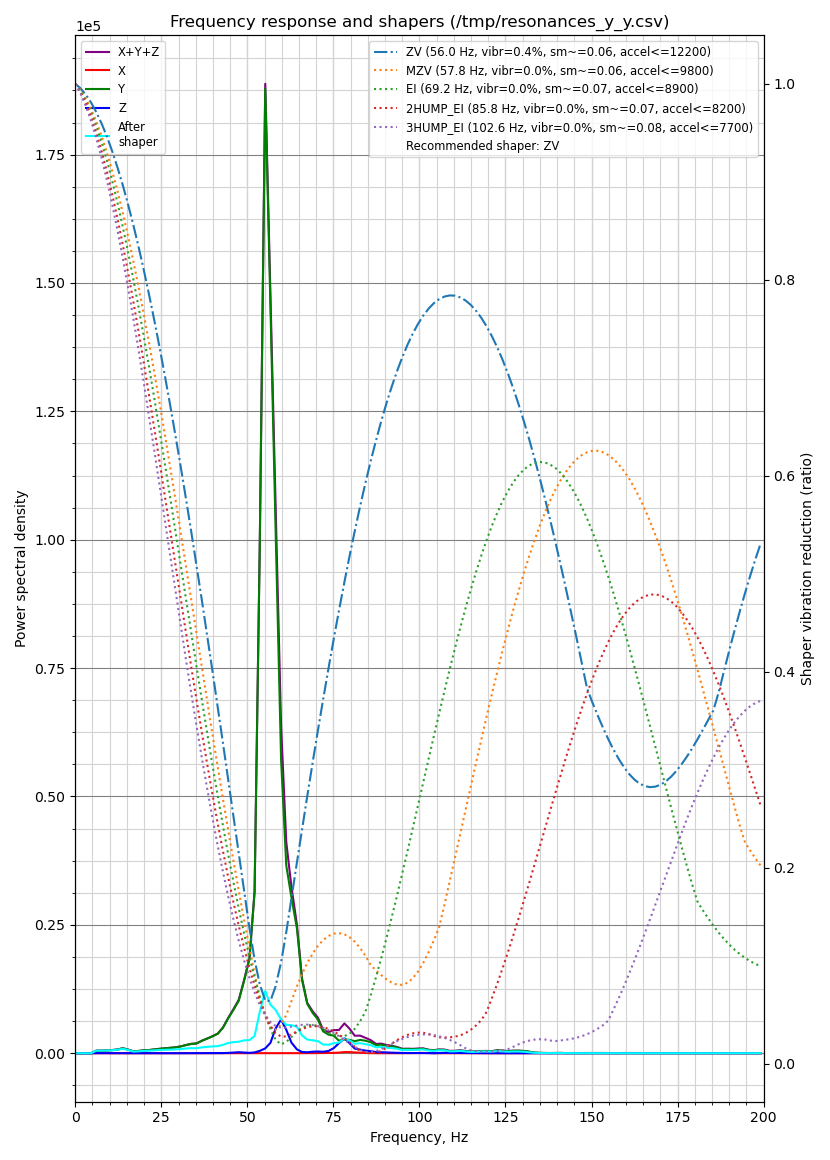 Frequency response and shapers (/tmp/resonances_y_y.csv)
1e5
X+Y+Z
X
Y
Z
After
shaper
ZV (56.0 Hz, vibr=0.4%, sm~=0.06, accel<=12200)
MZV (57.8 Hz, vibr=0.0%, sm~=0.06, accel<=9800)
EI (69.2 Hz, vibr=0.0%, sm~=0.07, accel<=8900)
2HUMP_EI (85.8 Hz, vibr=0.0%, sm~=0.07, accel<=8200)
3HUMP_EI (102.6 Hz, vibr=0.0%, sm~=0.08, accel<=7700)
Recommended shaper: ZV
1.75
1.50
1.25
1.00
0.75
0.50
0.25
0.00
Power spectral density
1.0
0.8
0.6
0.4
0.2
0.0
Shaper vibration reduction (ratio)
0
25
50
75
100
125
150
175
200
Frequency, Hz